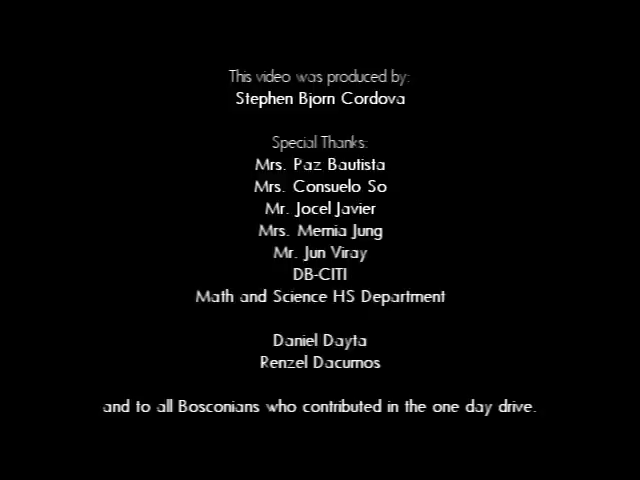 This video was produced by:
Stephen Bjorn Cordova
Special Thanks:
Mrs. Paz Bautista
Mrs. Consuelo So
Mr. Jocel Javier
Mrs. Mernia Jung
Mr. Jun Viray
DB-CITI
Math and Science HS Department
Daniel Dayta
Renzel Dacumos
and to all Bosconians who contributed in the one day drive.